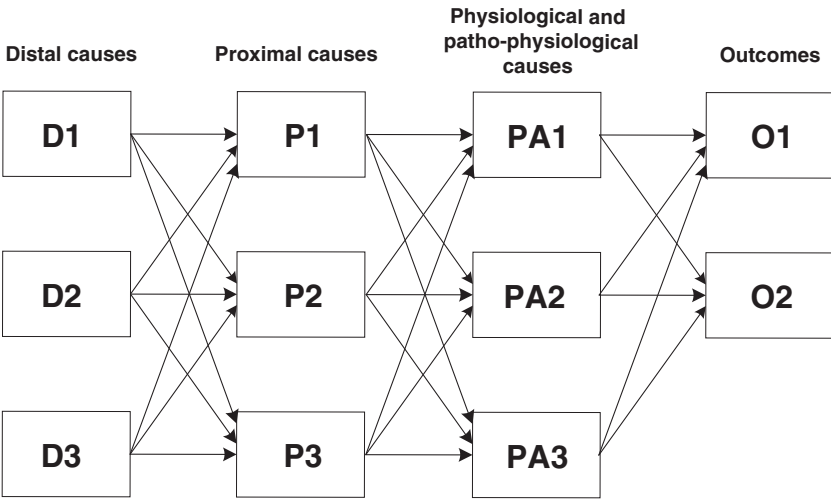 Distal causes
Proximal causes
Physiological and
patho-physiological
causes
Outcomes
D1
P1
PA1
O1
D2
P2
PA2
O2
D3
P3
PA3